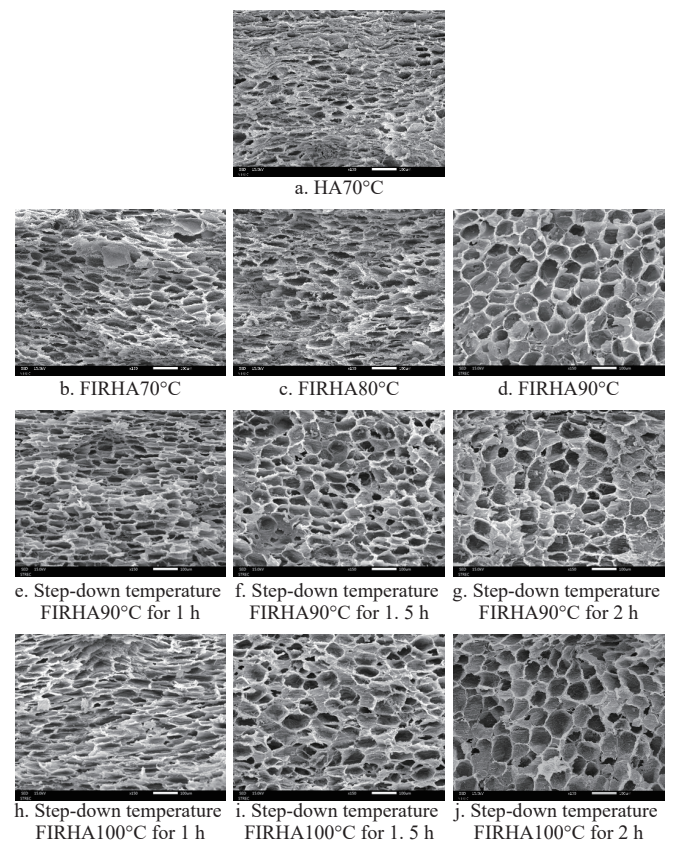 a. HA70°C
b. FIRHA70°C
c. FIRHA80°C
d. FIRHA90°C
e. Step-down temperature
FIRHA90°C for 1 h
f. Step-down temperature
FIRHA90°C for 1. 5 h
g. Step-down temperature
FIRHA90°C for 2 h
h. Step-down temperature
FIRHA100°C for 1 h
i. Step-down temperature
FIRHA100°C for 1. 5 h
j. Step-down temperature
FIRHA100°C for 2 h